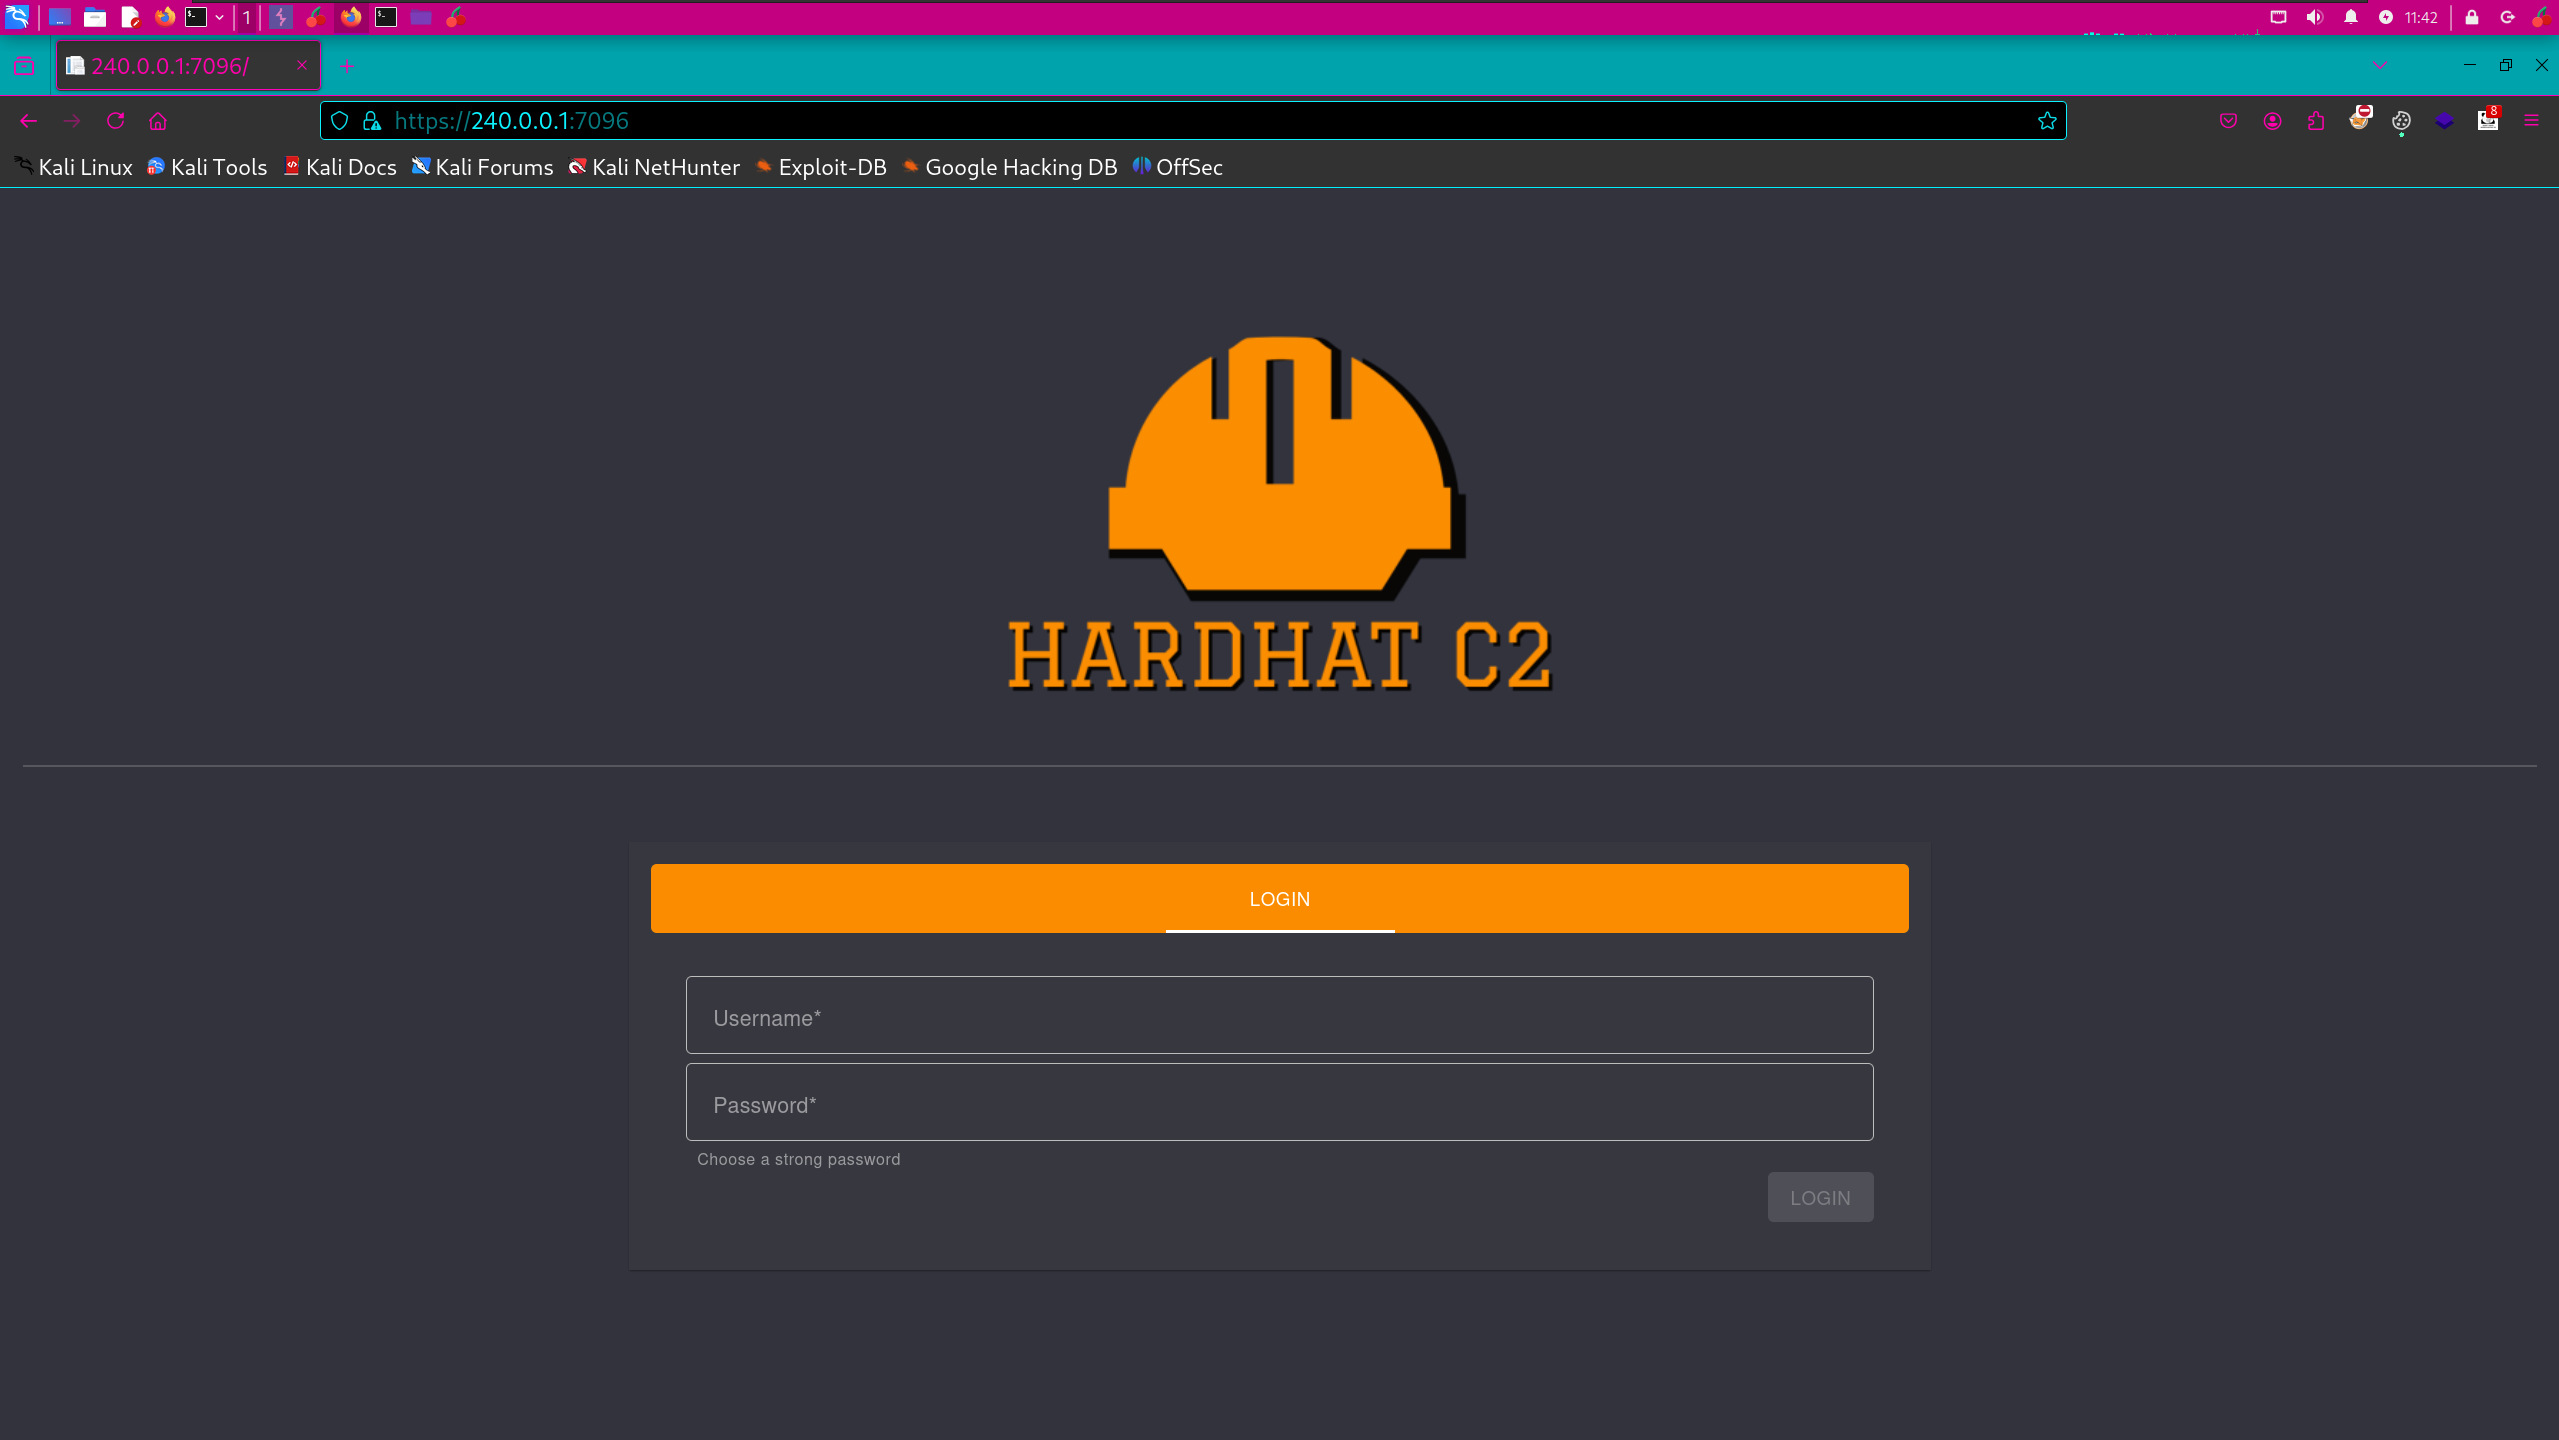 1
11:42
240.0.0.1:7096/
https://240.0.0.1:7096
8
Kali Linux
Kali Tools
Kali Docs
Kali Forums
Kali NetHunter
Exploit-DB
Google Hacking DB
OffSec
HARDHAT C2
LOGIN
Username*
Password*
Choose a strong password
LOGIN